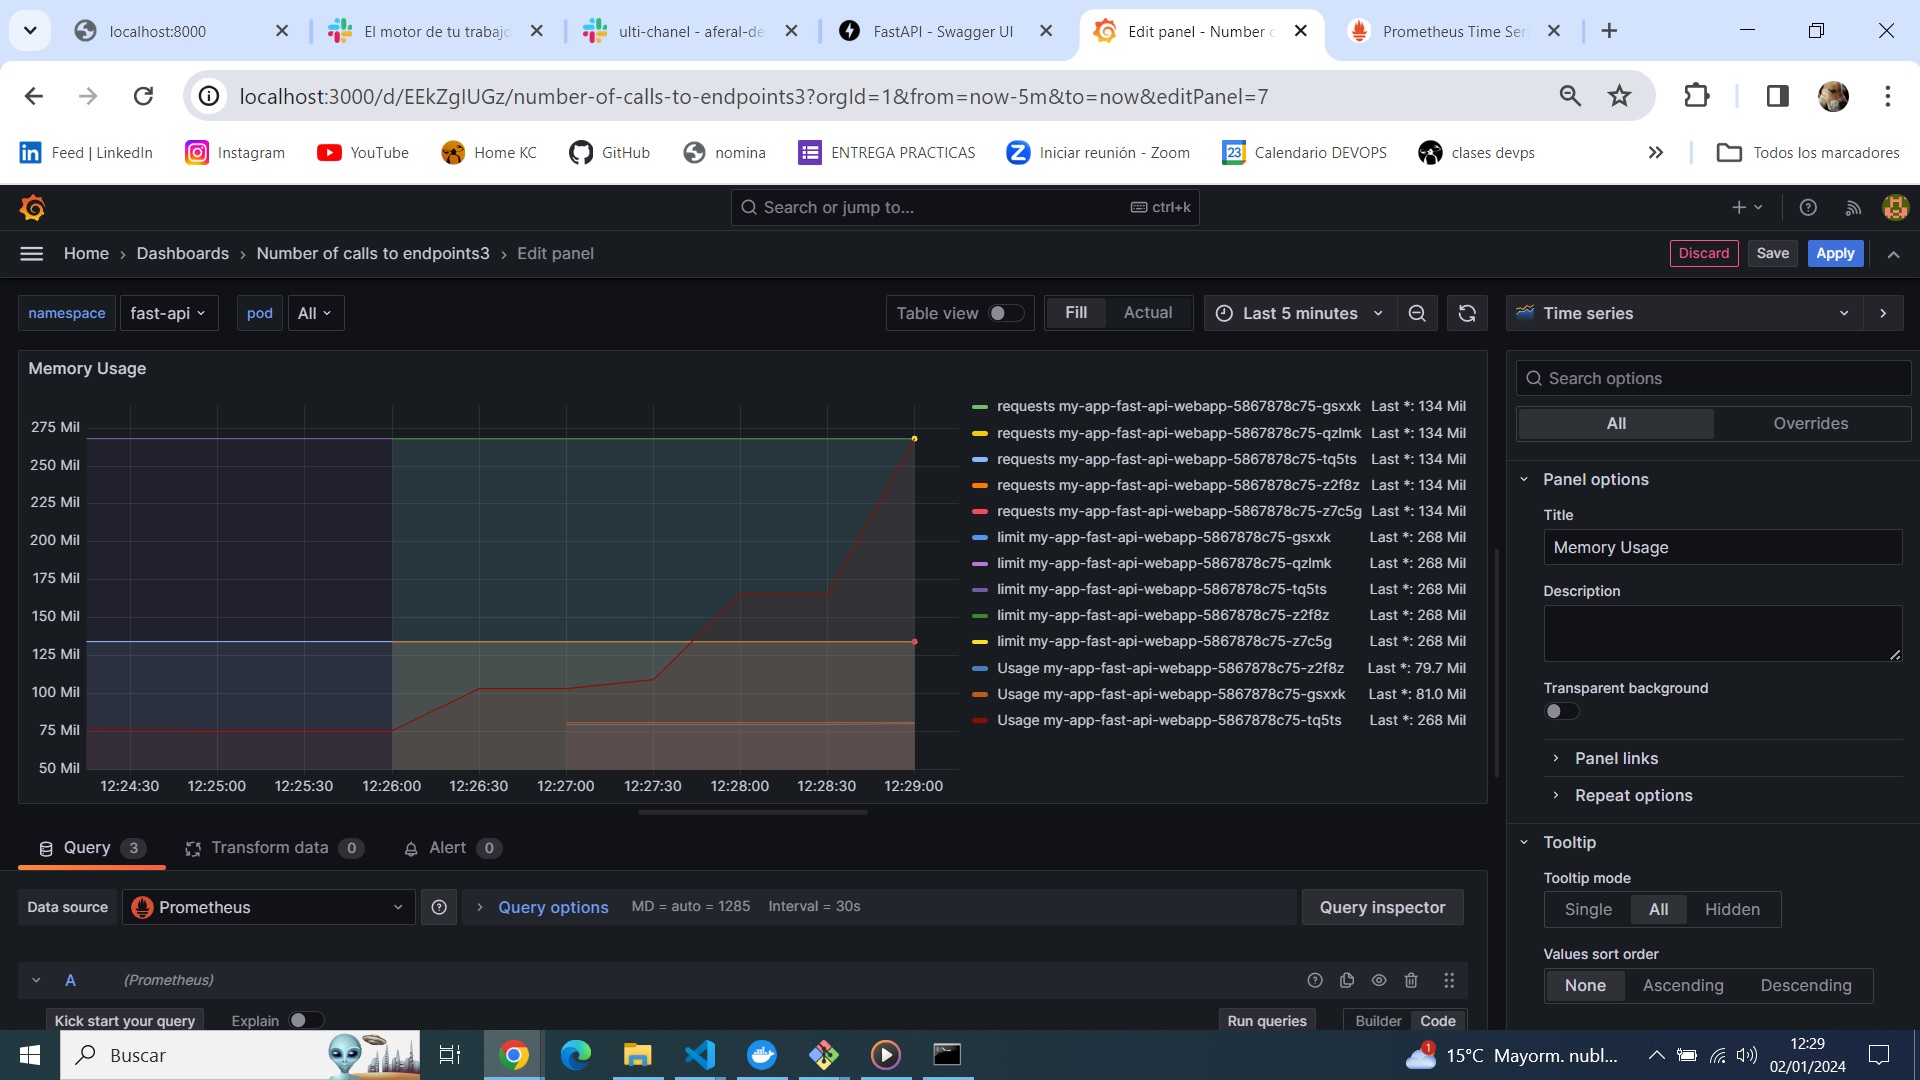 localhost:8000
El motor de tu trabajo
ulti-chanel - aferal-de
FastAPI - Swagger UI
Edit panel - Number o
Prometheus Time Ser
localhost:3000/d/EEkZgIUGz/number-of-calls-to-endpoints3?orgId=1&from=now-5m&to=now&editPanel=7
Feed | LinkedIn
Instagram
YouTube
Home KC
GitHub
nomina
ENTREGA PRACTICAS
Iniciar reunión - Zoom
23
Calendario DEVOPS
clases devps
Todos los marcadores
Search or jump to...
ctrl+k
Home › Dashboards › Number of calls to endpoints3 › Edit panel
Discard
Save
Apply
namespace
fast-api
pod
All
Table view
Fill
Actual
Last 5 minutes
Time series
Memory Usage
275 Mil
250 Mil
225 Mil
200 Mil
175 Mil
150 Mil
125 Mil
100 Mil
75 Mil
50 Mil
12:24:30 12:25:00 12:25:30 12:26:00 12:26:30 12:27:00 12:27:30 12:28:00 12:28:30 12:29:00
requests my-app-fast-api-webapp-5867878c75-gsxxk Last *: 134 Mil
requests my-app-fast-api-webapp-5867878c75-qzlmk Last *: 134 Mil
requests my-app-fast-api-webapp-5867878c75-tq5ts Last *: 134 Mil
requests my-app-fast-api-webapp-5867878c75-z2f8z Last *: 134 Mil
requests my-app-fast-api-webapp-5867878c75-z7c5g Last *: 134 Mil
limit my-app-fast-api-webapp-5867878c75-gsxxk Last *: 268 Mil
limit my-app-fast-api-webapp-5867878c75-qzlmk Last *: 268 Mil
limit my-app-fast-api-webapp-5867878c75-tq5ts Last *: 268 Mil
limit my-app-fast-api-webapp-5867878c75-z2f8z Last *: 268 Mil
limit my-app-fast-api-webapp-5867878c75-z7c5g Last *: 268 Mil
Usage my-app-fast-api-webapp-5867878c75-z2f8z Last *: 79.7 Mil
Usage my-app-fast-api-webapp-5867878c75-gsxxk Last *: 81.0 Mil
Usage my-app-fast-api-webapp-5867878c75-tq5ts Last *: 268 Mil
Search options
All
Overrides
Panel options
Title
Memory Usage
Description
Transparent background
Panel links
Repeat options
Tooltip
Tooltip mode
Single
All
Hidden
Values sort order
None
Ascending
Descending
Query 3
Transform data 0
Alert 0
Data source
Prometheus
Query options
MD = auto = 1285
Interval = 30s
Query inspector
A
(Prometheus)
Kick start your query
Explain
Run queries
Builder
Code
Buscar
1
15°C Mayorm. nubl...
12:29
02/01/2024